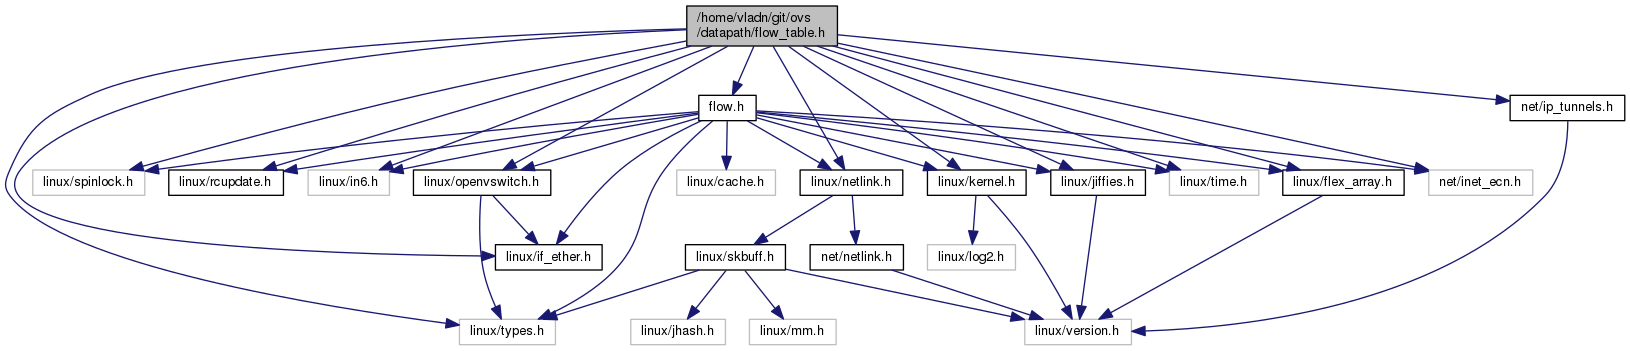 /home/vladn/git/ovs
/datapath/flow_table.h
flow.h
net/ip_tunnels.h
linux/spinlock.h
linux/rcupdate.h
linux/in6.h
linux/openvswitch.h
linux/cache.h
linux/netlink.h
linux/kernel.h
linux/jiffies.h
linux/time.h
linux/flex_array.h
net/inet_ecn.h
linux/if_ether.h
linux/skbuff.h
net/netlink.h
linux/log2.h
linux/types.h
linux/jhash.h
linux/mm.h
linux/version.h